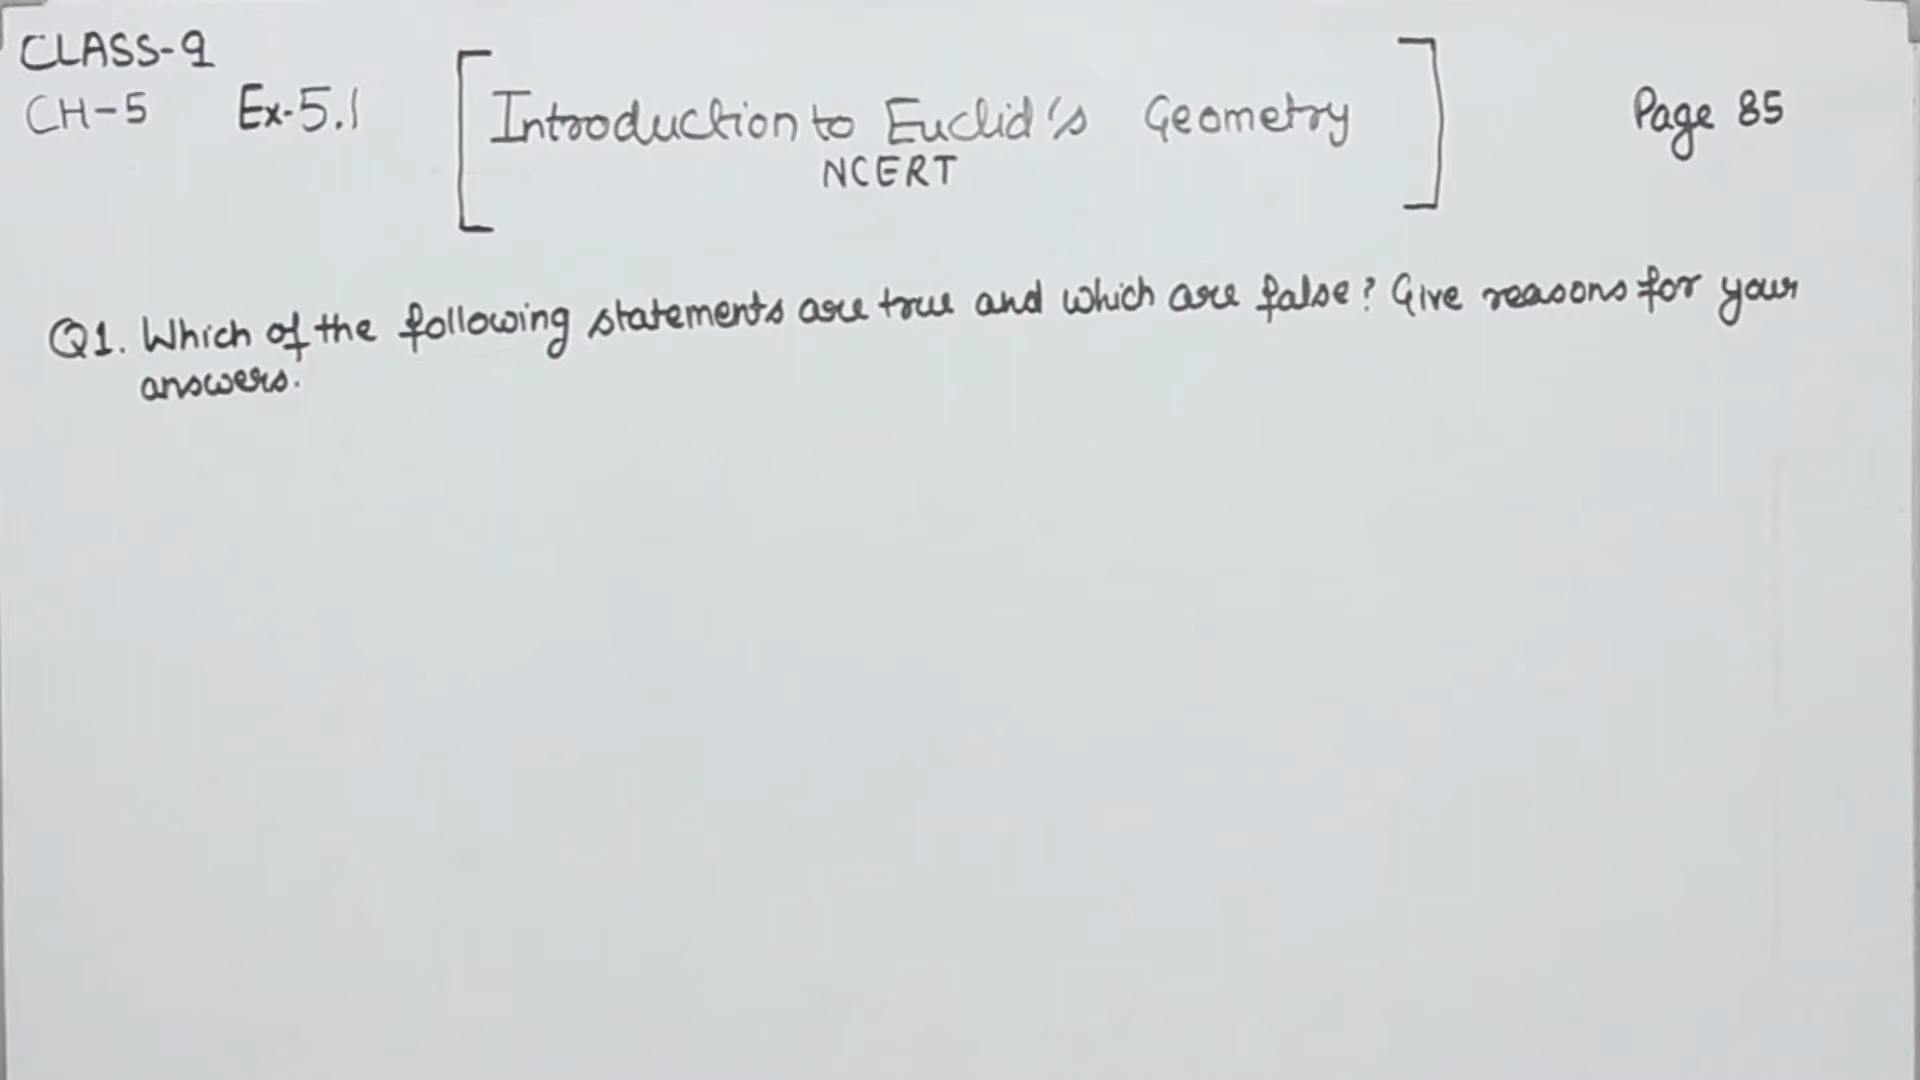 CLASS-9
CH-5 Ex-5.1 [Introduction to Euclid's Geometry] Page 85
NCERT
Q1. Which of the following statements are true and which are false? Give reasons for your
answers.